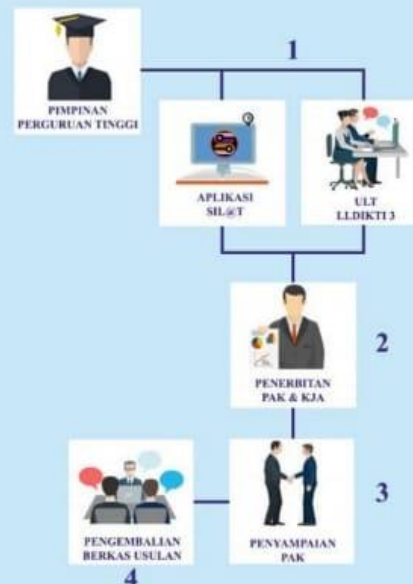 1
PIMPINAN
PERGURUAN TINGGI
APLIKASI
SIL@T
ULT
LLDIKTI 3
PENERBITAN
PAK & KJA
2
PENGEMBALIAN
BERKAS USULAN
4
PENYAMPAIAN
PAK
3